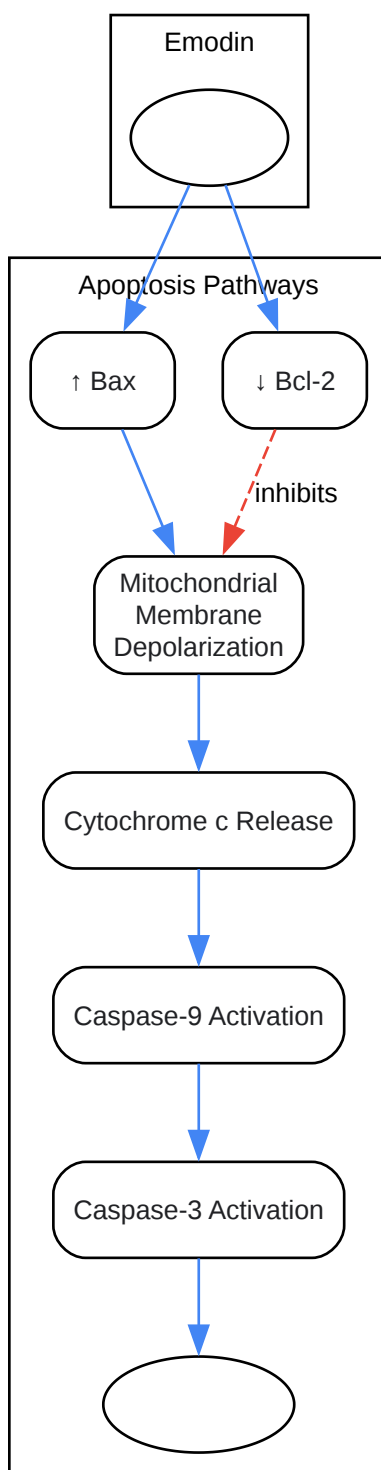 Emodin
Apoptosis Pathways
↑ Bax
↓ Bcl-2
inhibits
Mitochondrial
Membrane
Depolarization
Cytochrome c Release
Caspase-9 Activation
Caspase-3 Activation